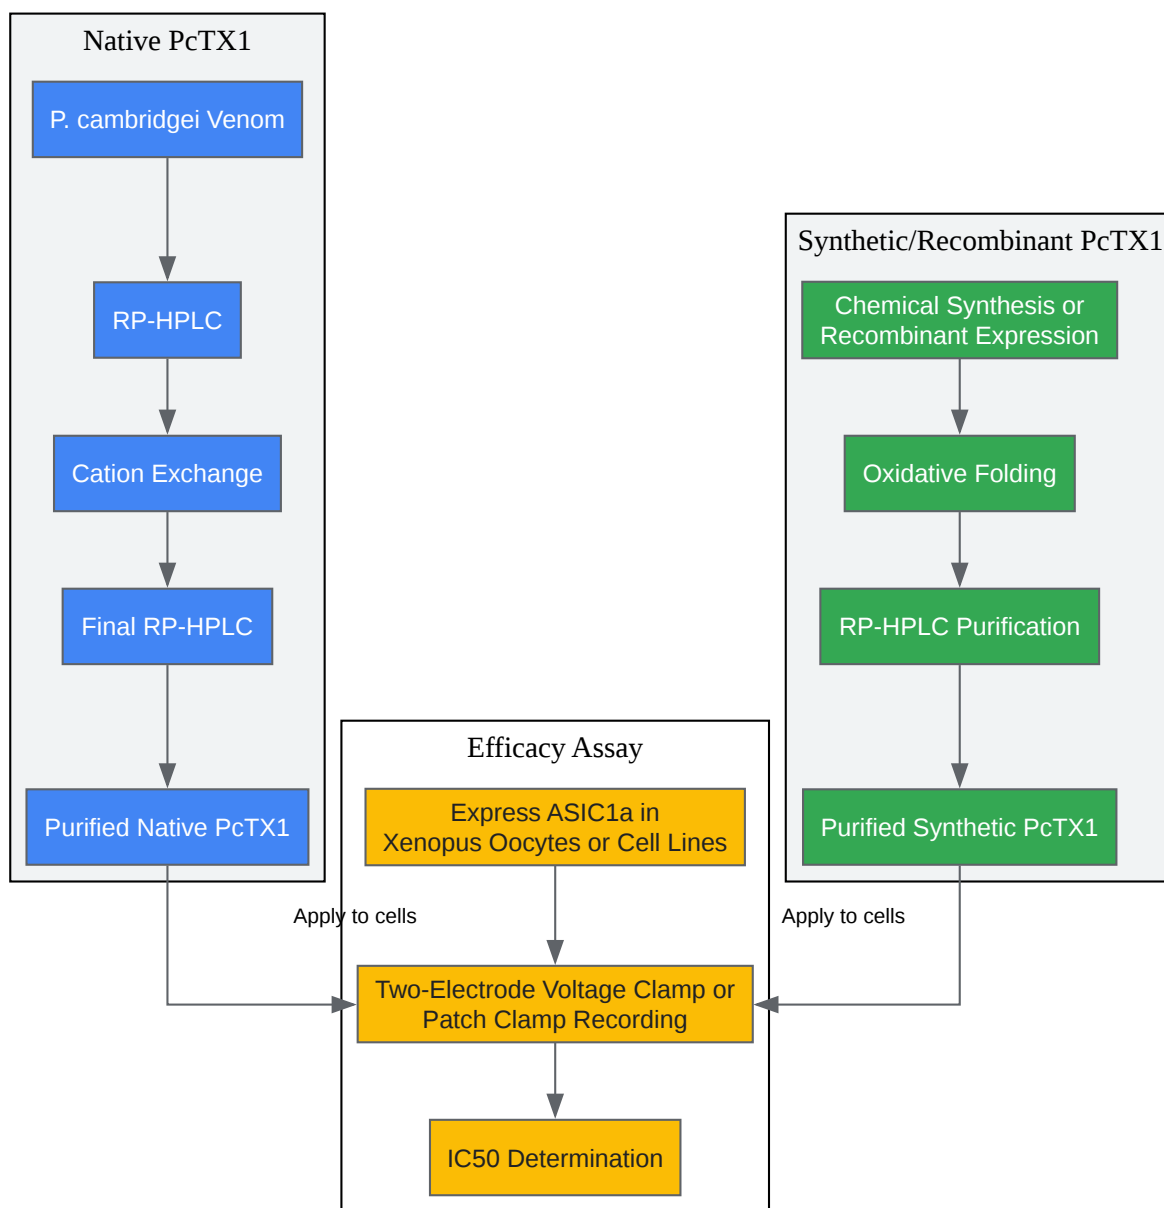 Native PcTX1
P. cambridgei Venom
RP-HPLC
Cation Exchange
Final RP-HPLC
Purified Native PcTX1
Synthetic/Recombinant PcTX1
Chemical Synthesis or
Recombinant Expression
Oxidative Folding
RP-HPLC Purification
Purified Synthetic PcTX1
Efficacy Assay
Express ASIC1a in
Xenopus Oocytes or Cell Lines
Apply to cells
Apply to cells
Two-Electrode Voltage Clamp or
Patch Clamp Recording
IC50 Determination